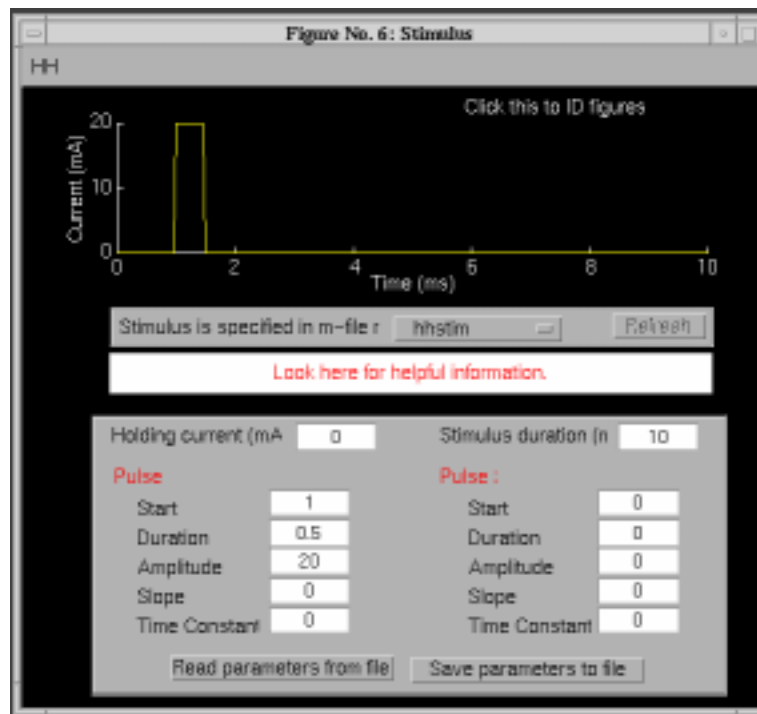 Figure No. 6: Stimulus
HH
Click this to ID figures
Current (mA)
20
10
0
0 2 4 6 8 10
Time (ms)
Stimulus is specified in m-file r hhstim Refresh
Look here for helpful information.
Holding current (mA 0 Stimulus duration (n 10
Pulse Pulse :
Start 1 Start 0
Duration 0.5 Duration 0
Amplitude 20 Amplitude 0
Slope 0 Slope 0
Time Constant 0 Time Constant 0
Read parameters from file Save parameters to file